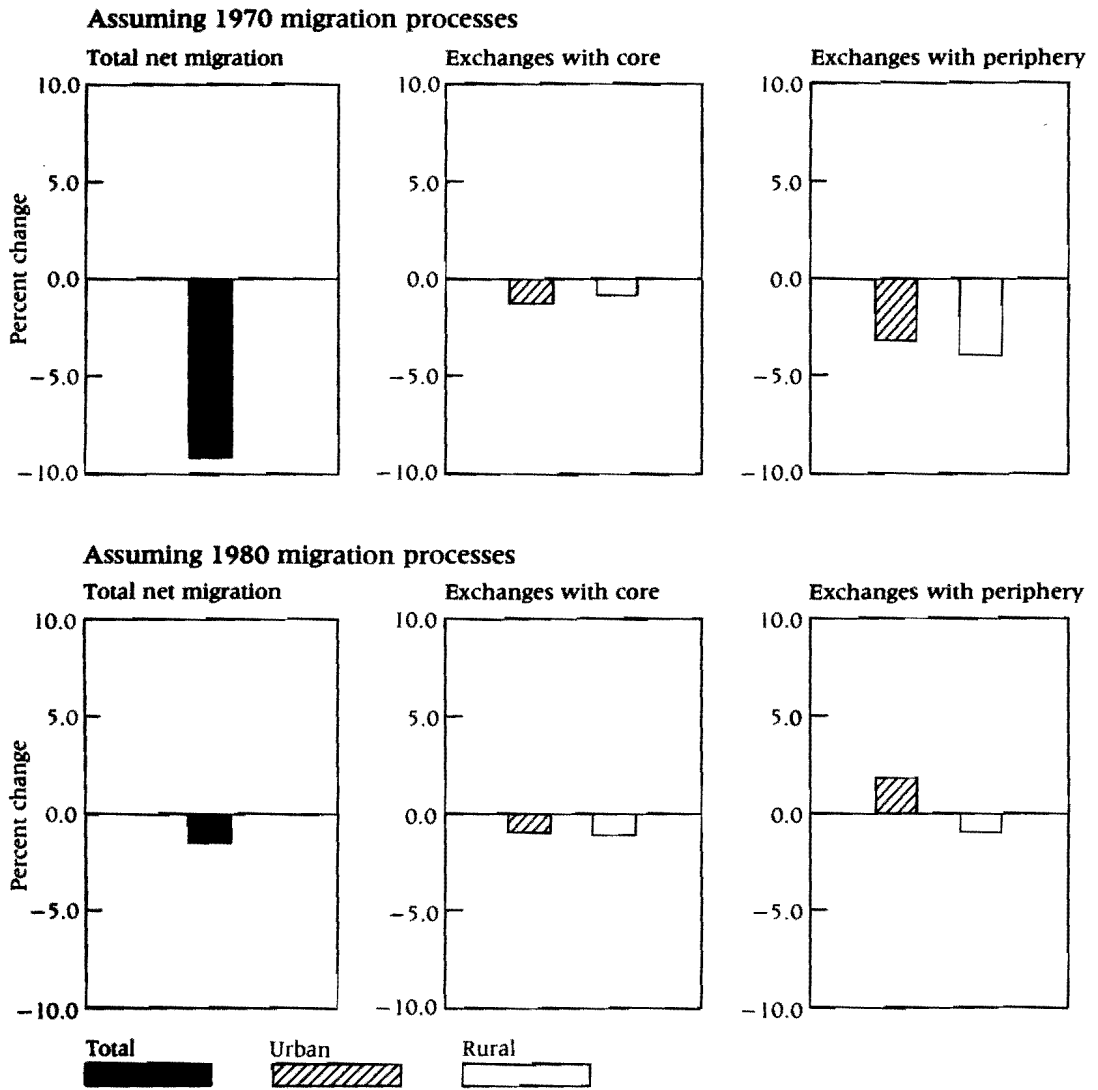 Assuming 1970 migration processes
Total net migration
Exchanges with core
Exchanges with periphery
Percent change
10.0
5.0
0.0
−5.0
−10.0
10.0
5.0
0.0
−5.0
−10.0
10.0
5.0
0.0
−5.0
−10.0
Assuming 1980 migration processes
Total net migration
Exchanges with core
Exchanges with periphery
Percent change
10.0
5.0
0.0
−5.0
−10.0
10.0
5.0
0.0
−5.0
−10.0
10.0
5.0
0.0
−5.0
−10.0
Total
Urban
Rural